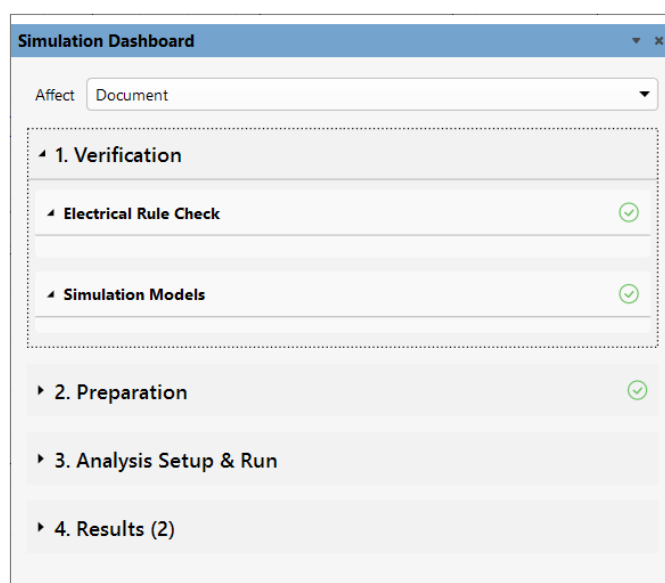 Simulation Dashboard
Affect Document
1. Verification
Electrical Rule Check
Simulation Models
2. Preparation
3. Analysis Setup & Run
4. Results (2)